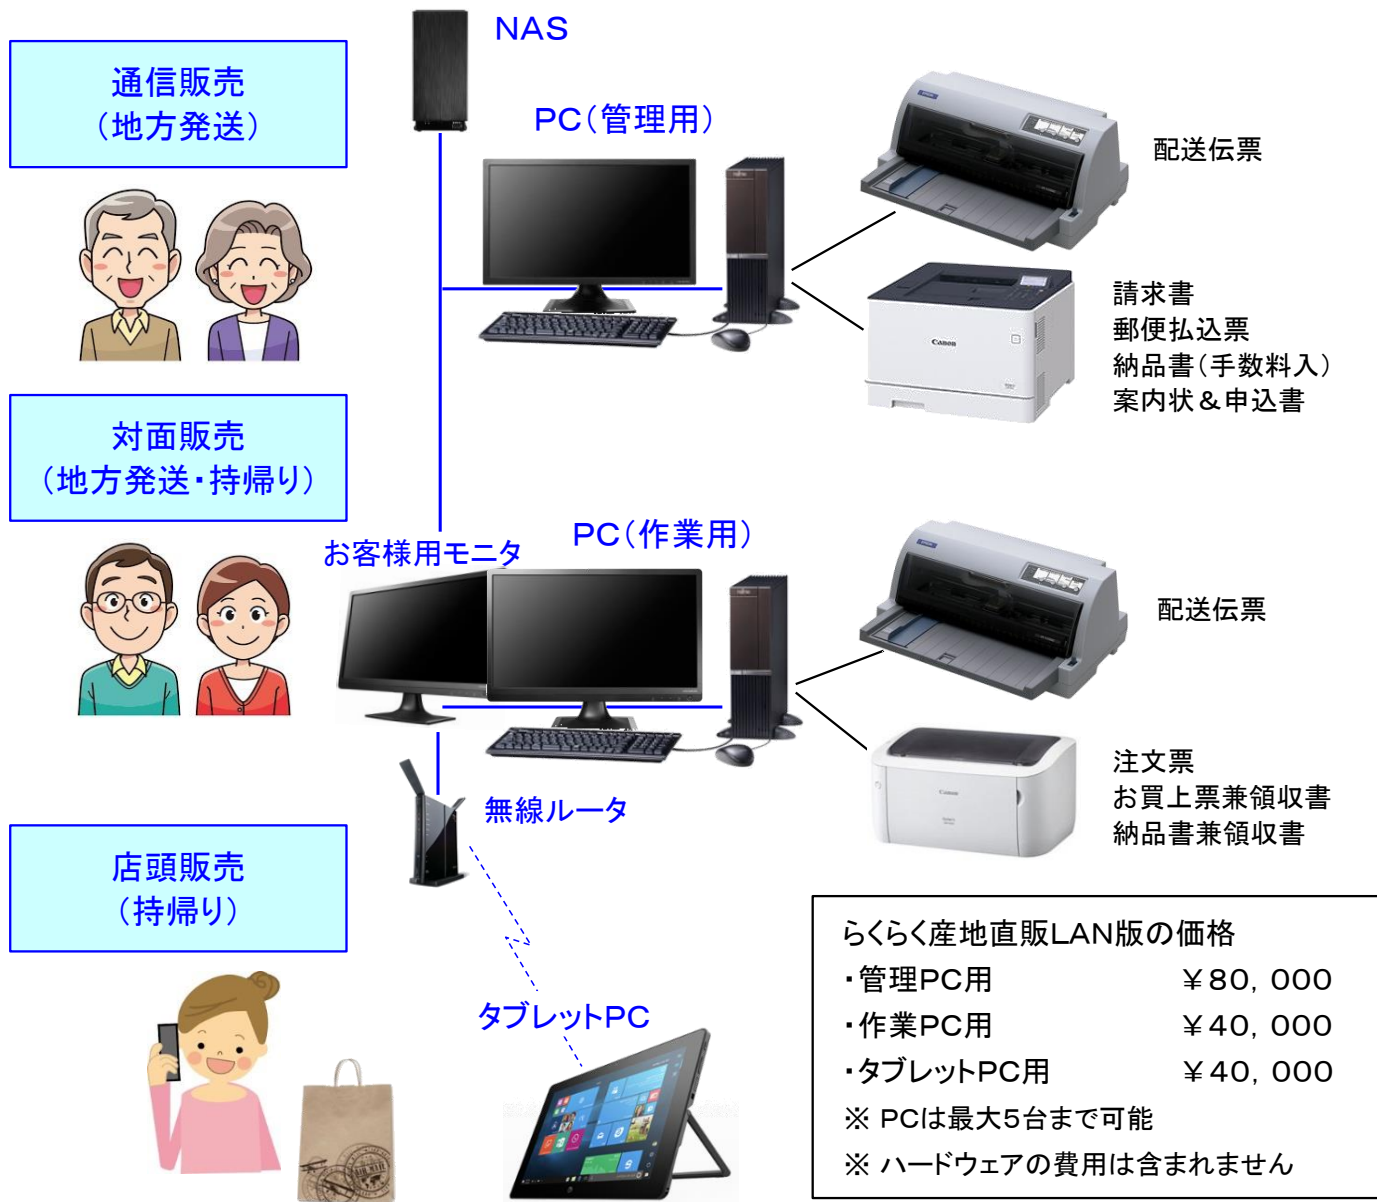 NAS
通信販売
(地方発送)
PC(管理用)
配送伝票
請求書
郵便払込票
納品書(手数料入)
案内状&申込書
Canon
対面販売
(地方発送・持帰り)
お客様用モニタ
PC(作業用)
配送伝票
注文票
お買上票兼領収書
納品書兼領収書
Canon
無線ルータ
店頭販売
(持帰り)
タブレットPC
らくらく産地直販LAN版の価格
・管理PC用 ¥80,000
・作業PC用 ¥40,000
・タブレットPC用 ¥40,000
※ PCは最大5台まで可能
※ ハードウェアの費用は含まれません